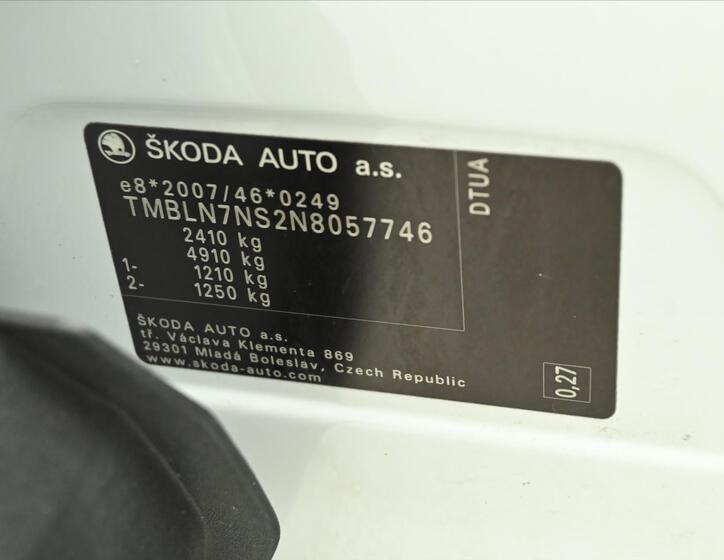 ŠKODA AUTO a.s.
DTUA
e8*2007/46*0249
TMBLN7NS2N8057746
2410 kg
4910 kg
1- 1210 kg
2- 1250 kg
ŠKODA AUTO a.s.
tř. Václava Klementa 869
29301 Mladá Boleslav, Czech Republic
www.skoda-auto.com
0,27